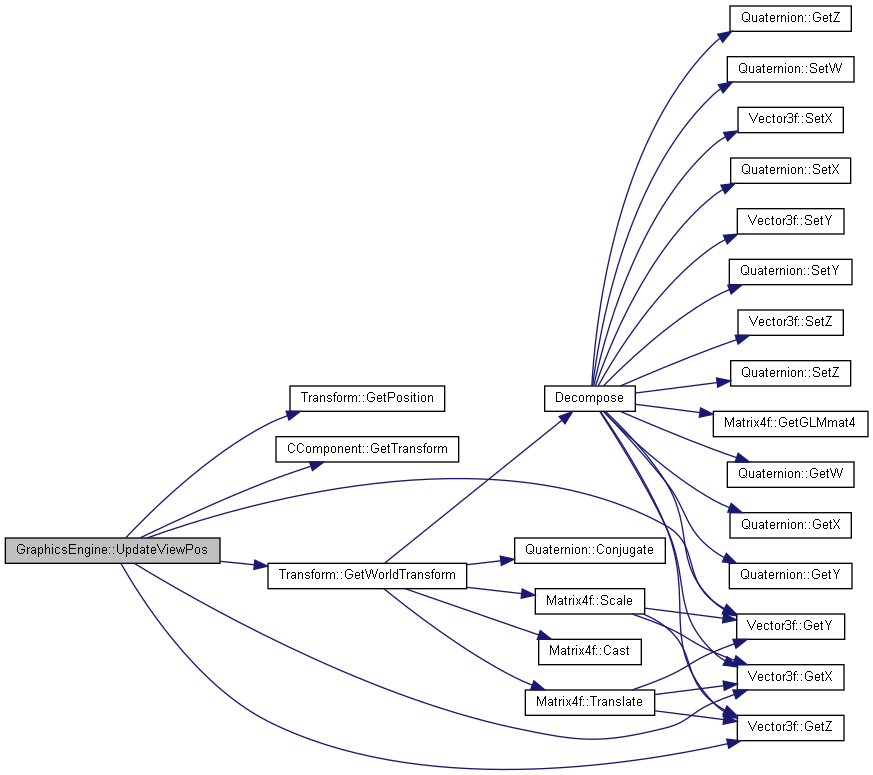 Quaternion::GetZ
Quaternion::SetW
Vector3f::SetX
Quaternion::SetX
Vector3f::SetY
Quaternion::SetY
Vector3f::SetZ
Quaternion::SetZ
Transform::GetPosition
Decompose
Matrix4f::GetGLMmat4
CComponent::GetTransform
Quaternion::GetW
Quaternion::GetX
GraphicsEngine::UpdateViewPos
Quaternion::Conjugate
Transform::GetWorldTransform
Quaternion::GetY
Matrix4f::Scale
Vector3f::GetY
Matrix4f::Cast
Vector3f::GetX
Matrix4f::Translate
Vector3f::GetZ